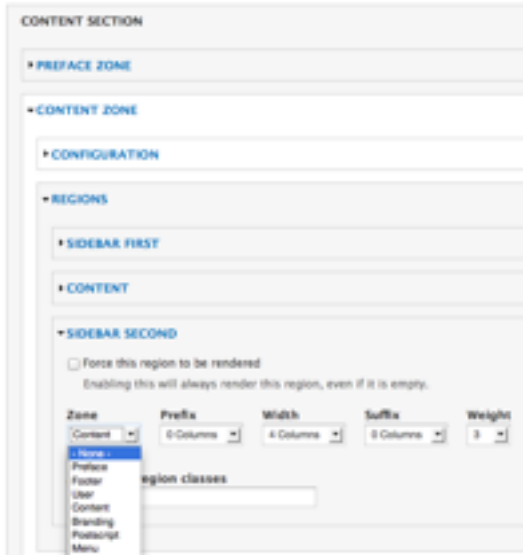 CONTENT SECTION
PREFACE ZONE
CONTENT ZONE
CONFIGURATION
REGIONS
SIDEBAR FIRST
CONTENT
SIDEBAR SECOND
Force this region to be rendered
Enabling this will always render this region, even if it is empty.
Zone Prefix Width Suffix Weight
Content 0 Columns 4 Columns 0 Columns 3
- None -
Preface
Footer region classes
User
Content
Branding
Postscript
Menu